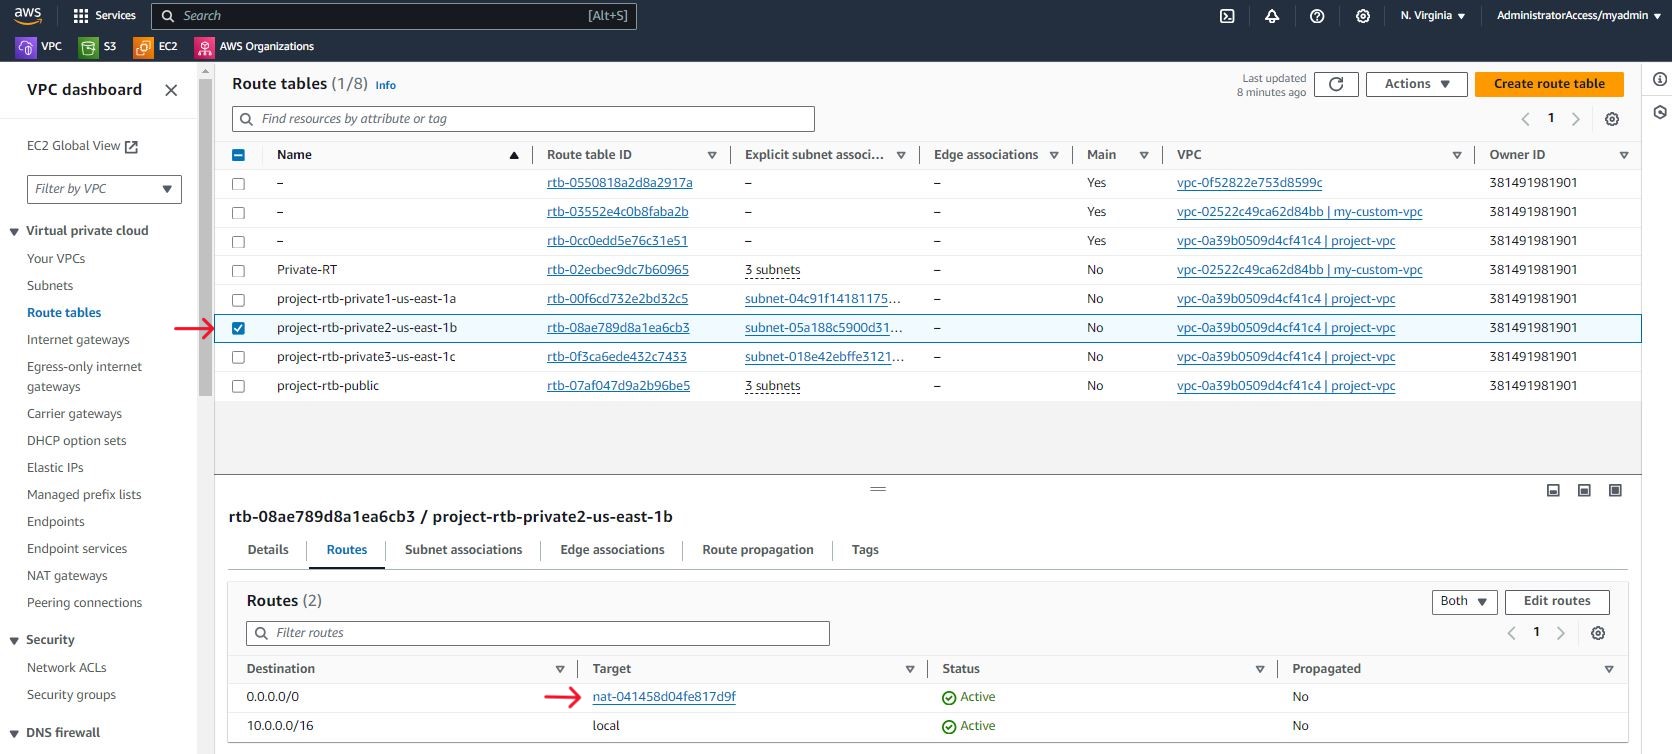 aws Services Search [Alt+S] N. Virginia AdministratorAccess/myadmin
VPC S3 EC2 AWS Organizations
VPC dashboard
EC2 Global View
Filter by VPC
Virtual private cloud
Your VPCs
Subnets
Route tables
Internet gateways
Egress-only internet
gateways
Carrier gateways
DHCP option sets
Elastic IPs
Managed prefix lists
Endpoints
Endpoint services
NAT gateways
Peering connections
Security
Network ACLs
Security groups
DNS firewall
Route tables (1/8) Info
Last updated
8 minutes ago
Actions Create route table
Find resources by attribute or tag
1
Name Route table ID Explicit subnet associ... Edge associations Main VPC Owner ID
– rtb-0550818a2d8a2917a – – Yes vpc-0f52822e753d8599c 381491981901
– rtb-03552e4c0b8faba2b – – Yes vpc-02522c49ca62d84bb | my-custom-vpc 381491981901
– rtb-0cc0edd5e76c31e51 – – Yes vpc-0a39b0509d4cf41c4 | project-vpc 381491981901
Private-RT rtb-02ecbec9dc7b60965 3 subnets – No vpc-02522c49ca62d84bb | my-custom-vpc 381491981901
project-rtb-private1-us-east-1a rtb-00f6cd732e2bd32c5 subnet-04c91f14181175... – No vpc-0a39b0509d4cf41c4 | project-vpc 381491981901
project-rtb-private2-us-east-1b rtb-08ae789d8a1ea6cb3 subnet-05a188c5900d31... – No vpc-0a39b0509d4cf41c4 | project-vpc 381491981901
project-rtb-private3-us-east-1c rtb-0f3ca6ede432c7433 subnet-018e42ebffe3121... – No vpc-0a39b0509d4cf41c4 | project-vpc 381491981901
project-rtb-public rtb-07af047d9a2b96be5 3 subnets – No vpc-0a39b0509d4cf41c4 | project-vpc 381491981901
rtb-08ae789d8a1ea6cb3 / project-rtb-private2-us-east-1b
Details Routes Subnet associations Edge associations Route propagation Tags
Routes (2)
Both Edit routes
Filter routes
1
Destination Target Status Propagated
0.0.0.0/0 nat-041458d04fe817d9f Active No
10.0.0.0/16 local Active No